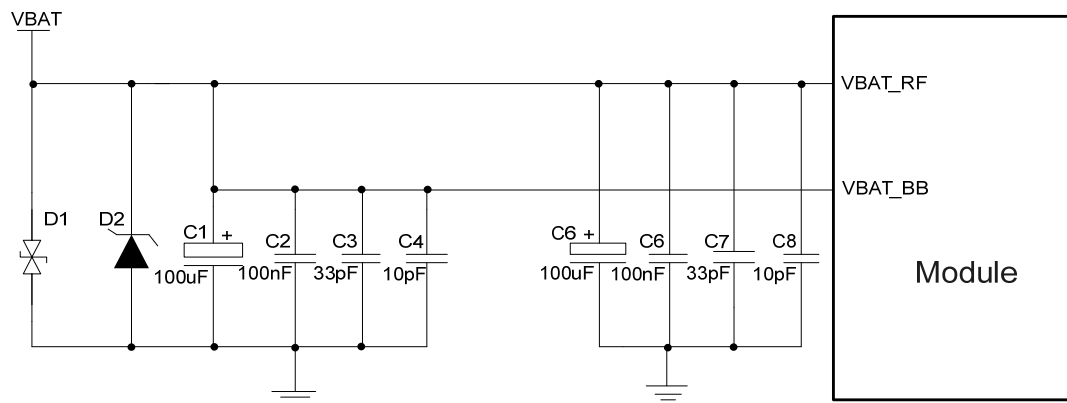 VBAT
VBAT_RF
VBAT_BB
D1
D2
C1 +
100uF
C2
100nF
C3
33pF
C4
10pF
C6 +
100uF
C6
100nF
C7
33pF
C8
10pF
Module